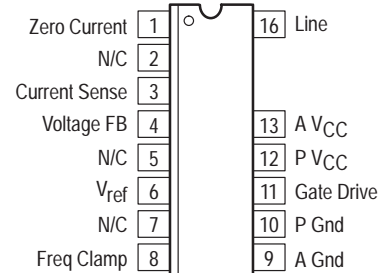 Zero Current 1 16 Line
N/C 2
Current Sense 3
Voltage FB 4 13 A VCC
N/C 5 12 P VCC
Vref 6 11 Gate Drive
N/C 7 10 P Gnd
Freq Clamp 8 9 A Gnd